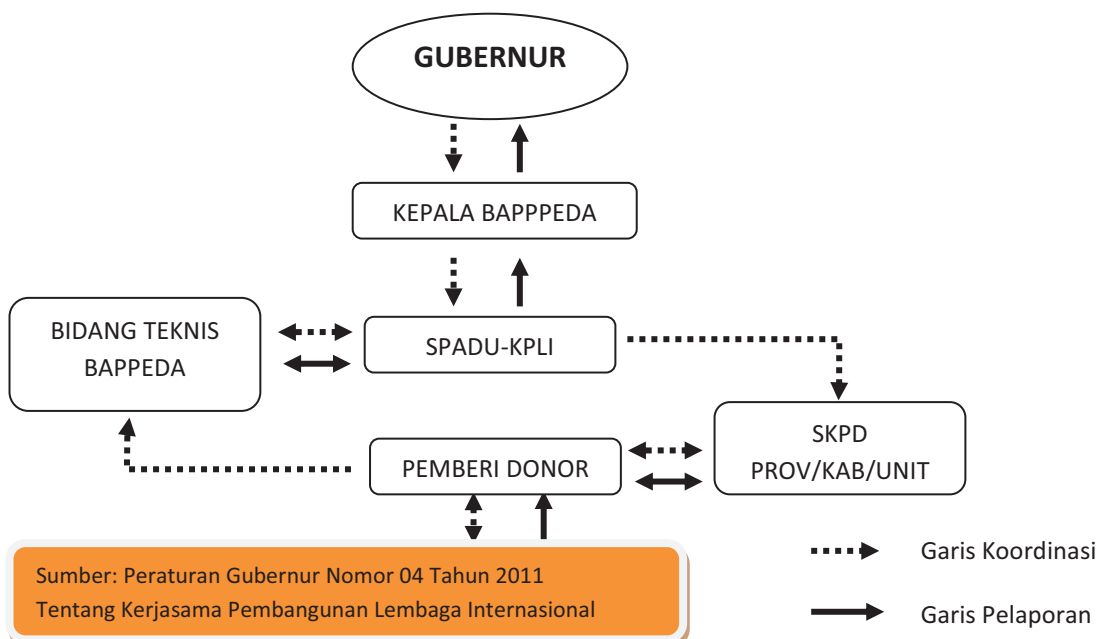 GUBERNUR
KEPALA BAPPPEDA
BIDANG TEKNIS
BAPPEDA
SPADU-KPLI
SKPD
PROV/KAB/UNIT
PEMBERI DONOR
Sumber: Peraturan Gubernur Nomor 04 Tahun 2011
Tentang Kerjasama Pembangunan Lembaga Internasional
Garis Koordinasi
Garis Pelaporan